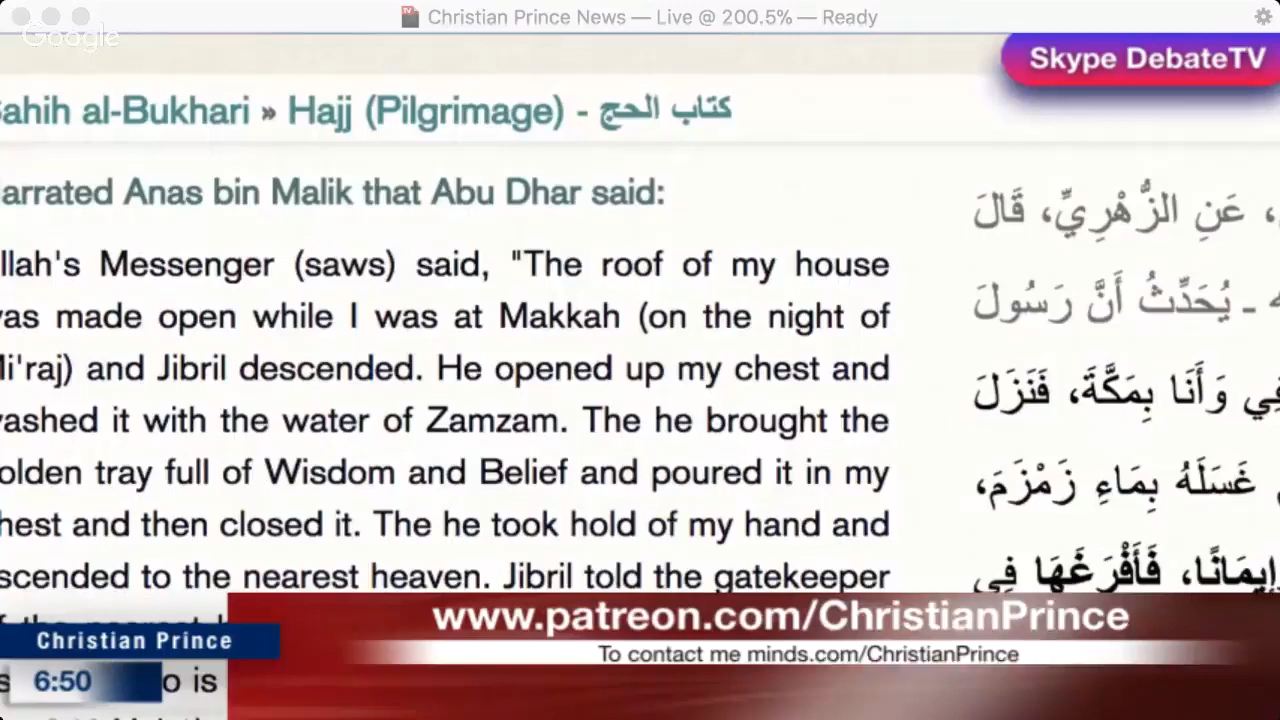 Christian Prince News — Live @ 200.5% — Ready
Google
Skype DebateTV
ahih al-Bukhari » Hajj (Pilgrimage) - كتاب الحج
arrated Anas bin Malik that Abu Dhar said:
llah's Messenger (saws) said, "The roof of my house
as made open while I was at Makkah (on the night of
i'raj) and Jibril descended. He opened up my chest and
ashed it with the water of Zamzam. The he brought the
olden tray full of Wisdom and Belief and poured it in my
hest and then closed it. The he took hold of my hand and
scended to the nearest heaven. Jibril told the gatekeeper
، عَنِ الزُّهْرِيِّ، قَالَ
ـ يُحَدِّثُ أَنَّ رَسُولَ
وَأَنَا بِمَكَّةَ، فَنَزَلَ
غَسَلَهُ بِمَاءِ زَمْزَمَ،
إِيمَانًا، فَأَفْرَغَهَا فِي
www.patreon.com/ChristianPrince
To contact me minds.com/ChristianPrince
Christian Prince
6:50
o is